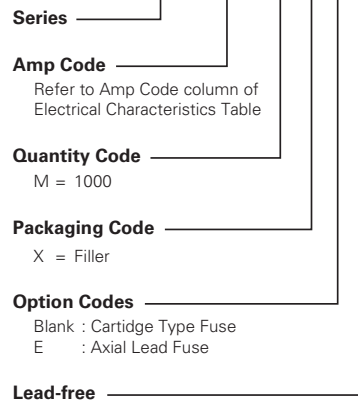 Series
Amp Code
Refer to Amp Code column of
Electrical Characteristics Table
Quantity Code
M = 1000
Packaging Code
X = Filler
Option Codes
Blank : Cartidge Type Fuse
E : Axial Lead Fuse
Lead-free